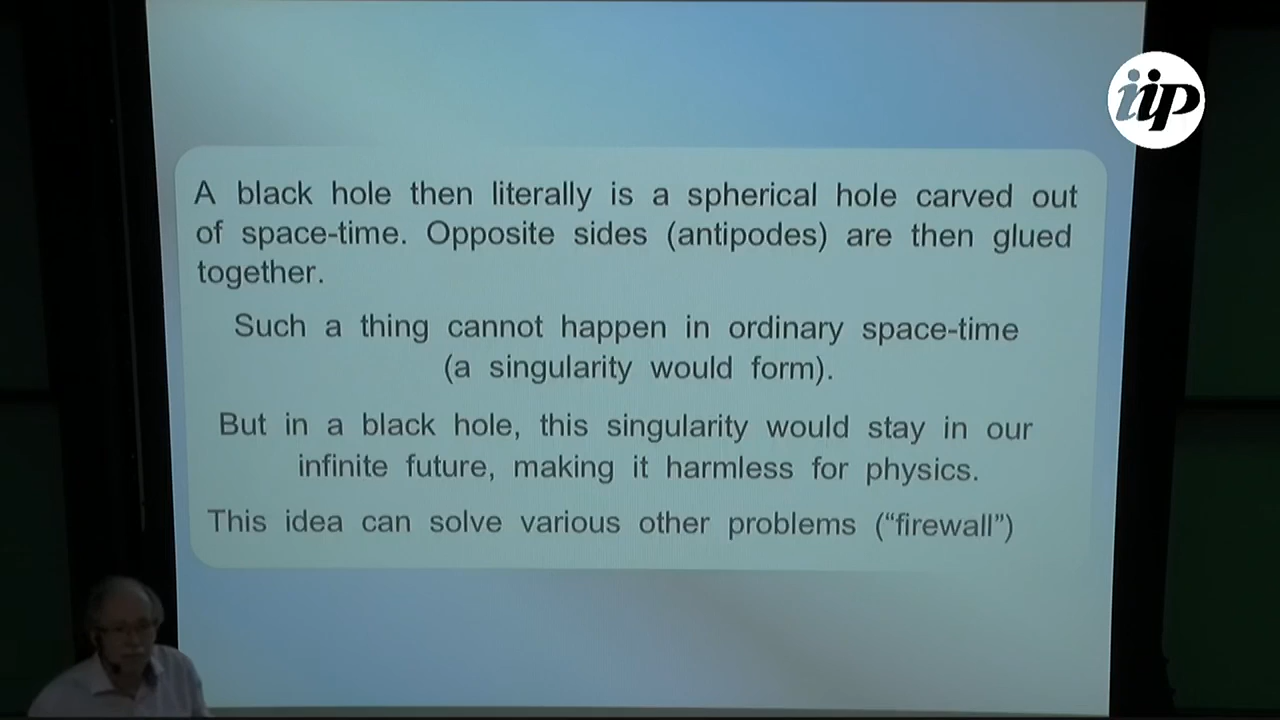 iip
A black hole then literally is a spherical hole carved out
of space-time. Opposite sides (antipodes) are then glued
together.
Such a thing cannot happen in ordinary space-time
(a singularity would form).
But in a black hole, this singularity would stay in our
infinite future, making it harmless for physics.
This idea can solve various other problems (“firewall”)